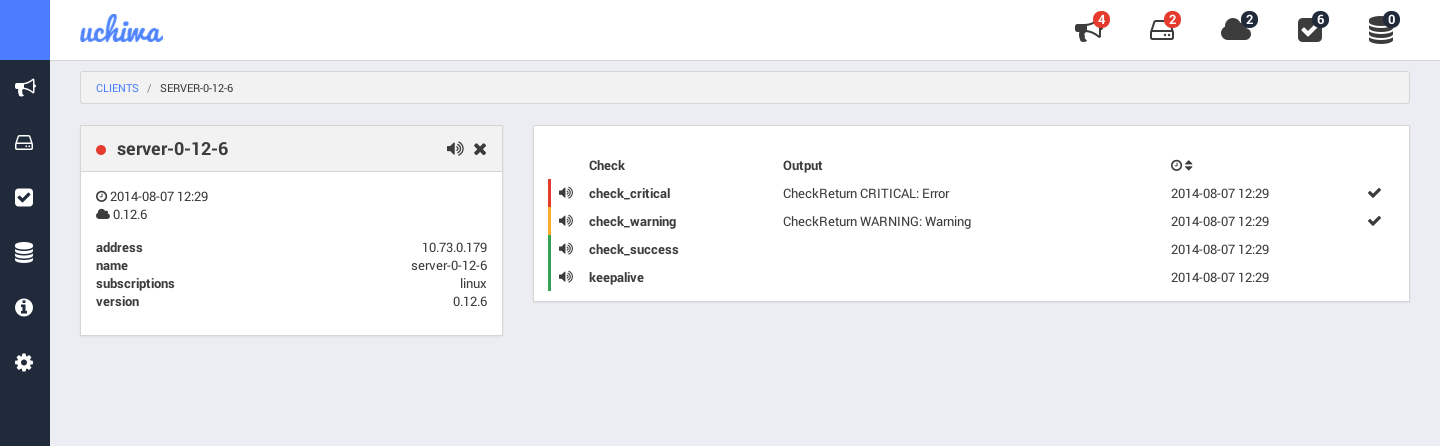 uchiwa
4 2 2 6 0
CLIENTS / SERVER-0-12-6
server-0-12-6
2014-08-07 12:29
0.12.6
address 10.73.0.179
name server-0-12-6
subscriptions linux
version 0.12.6
Check Output
check_critical CheckReturn CRITICAL: Error 2014-08-07 12:29
check_warning CheckReturn WARNING: Warning 2014-08-07 12:29
check_success 2014-08-07 12:29
keepalive 2014-08-07 12:29